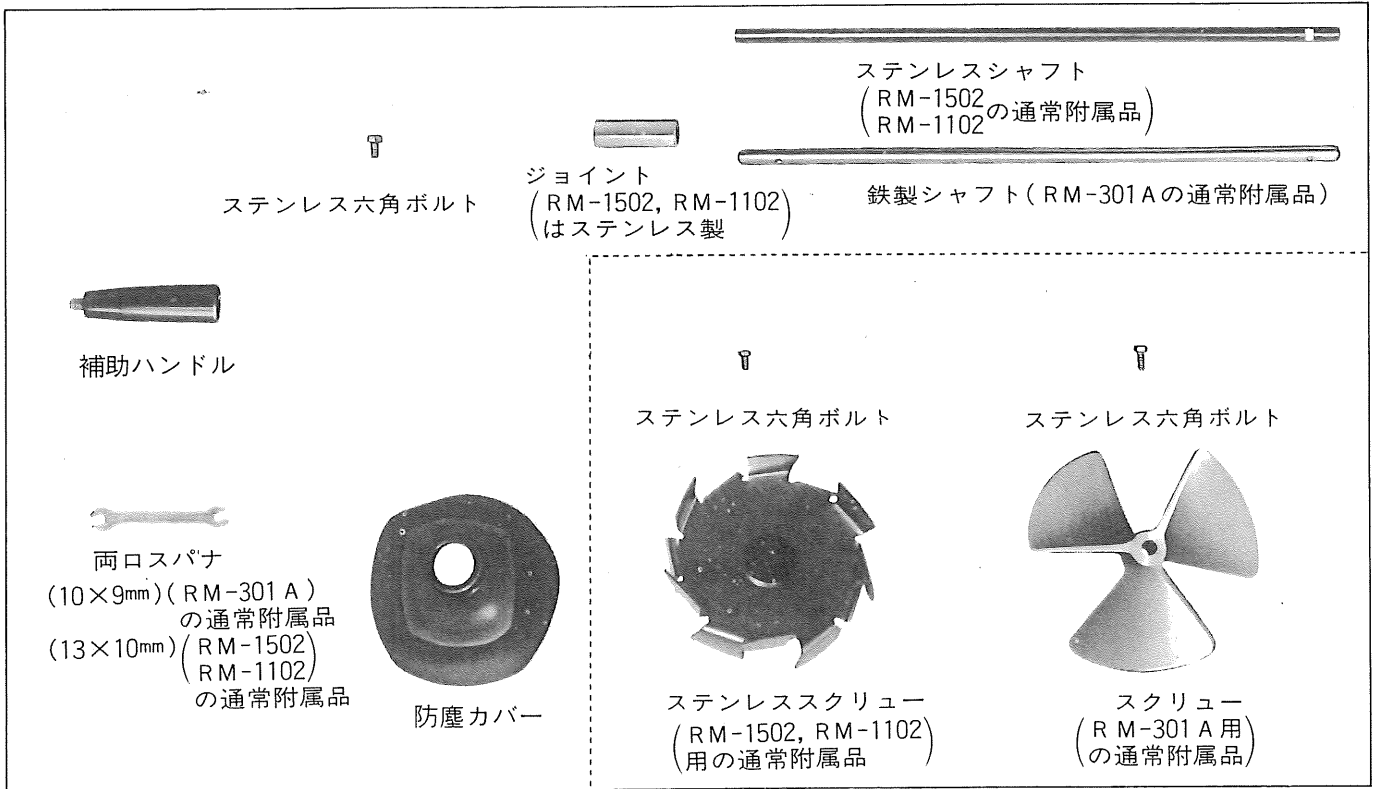 ステンレスシャフト
(RM-1502
RM-1102の通常附属品)
ジョイント
(RM-1502, RM-1102)
はステンレス製
ステンレス六角ボルト
鉄製シャフト(RM-301Aの通常附属品)
補助ハンドル
両口スパナ
(10×9mm)(RM-301A)
の通常附属品
(13×10mm)(RM-1502
RM-1102)
の通常附属品
防塵カバー
ステンレス六角ボルト
ステンレススクリュー
(RM-1502, RM-1102)
用の通常附属品
ステンレス六角ボルト
スクリュー
(RM-301A用
の通常附属品)